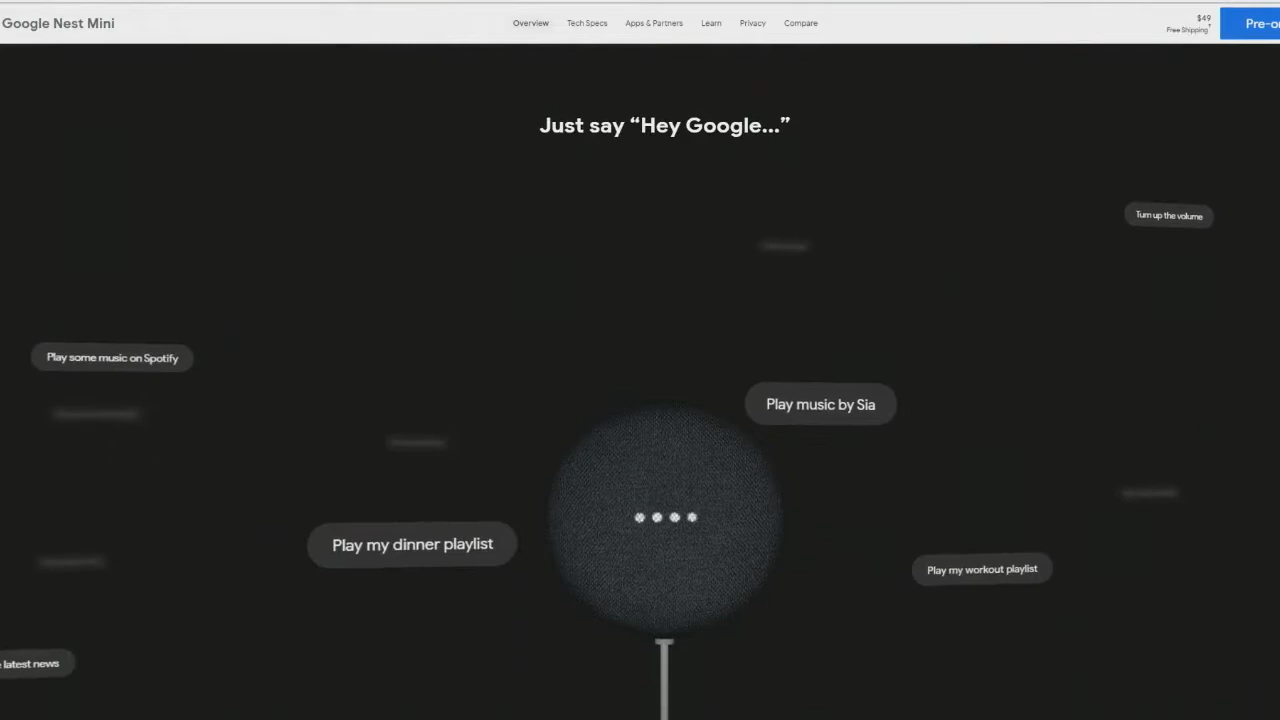 Google Nest Mini
Overview
Tech Specs
Apps & Partners
Learn
Privacy
Compare
$49
Free Shipping
Pre-o
Just say “Hey Google...”
Turn up the volume
Play some music on Spotify
Play music by Sia
Play my dinner playlist
Play my workout playlist
latest news